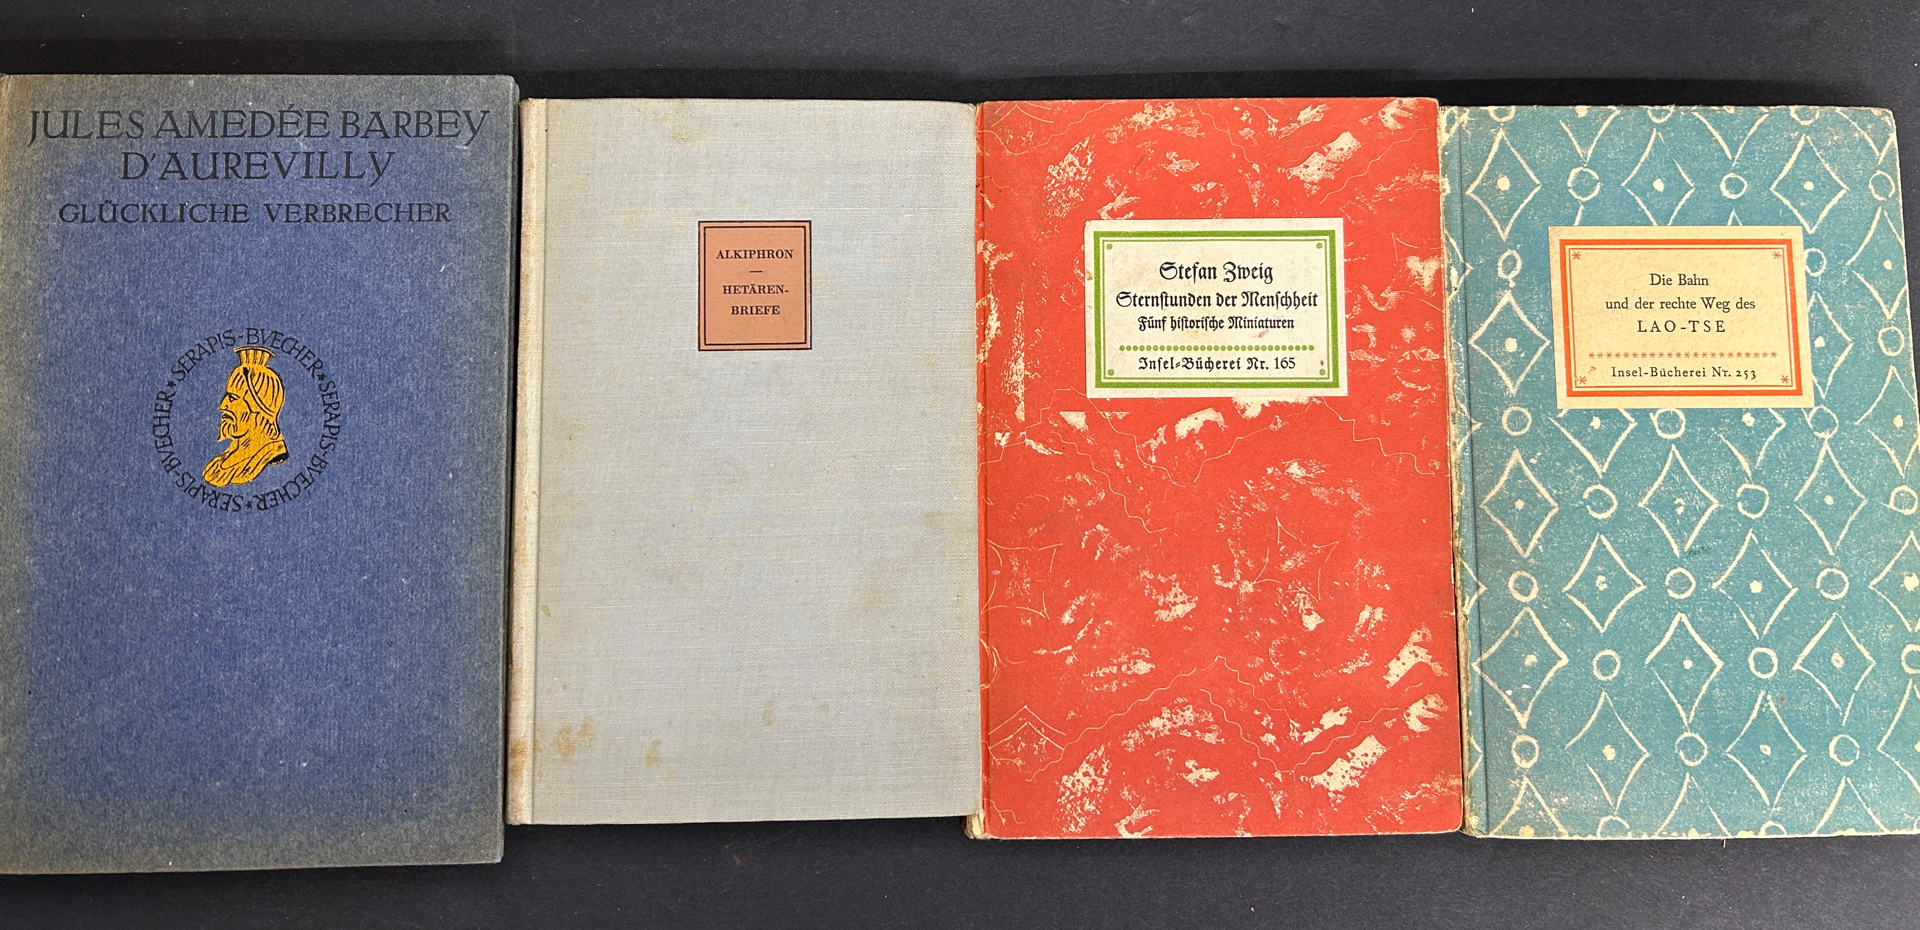 JULES AMEDÉE BARBEY
D'AUREVILLY
GLÜCKLICHE VERBRECHER
SERAPIS-BVECHER * SERAPIS-BVECHER * SERAPIS-BVECHER *
ALKIPHRON
—
HETÄREN-
BRIEFE
Stefan Zweig
Sternstunden der Menschheit
Fünf historische Miniaturen
Insel-Bücherei Nr. 165
Die Bahn
und der rechte Weg des
LAO-TSE
Insel-Bücherei Nr. 253